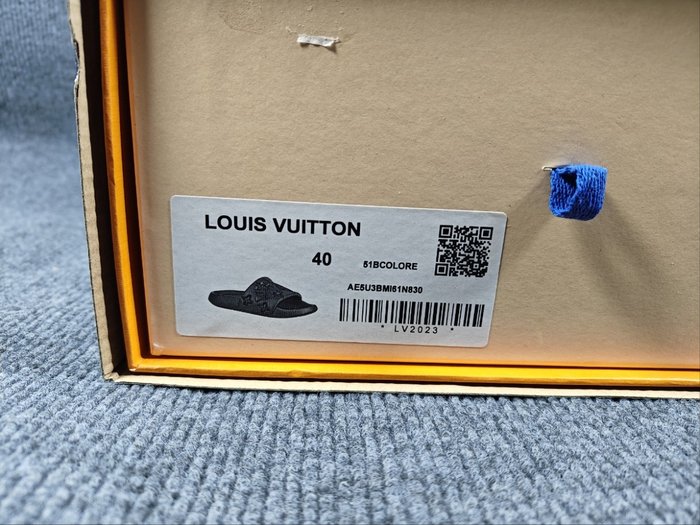 LOUIS VUITTON
40
51BCOLORE
AE5U3BMI61N830
* LV2023 *